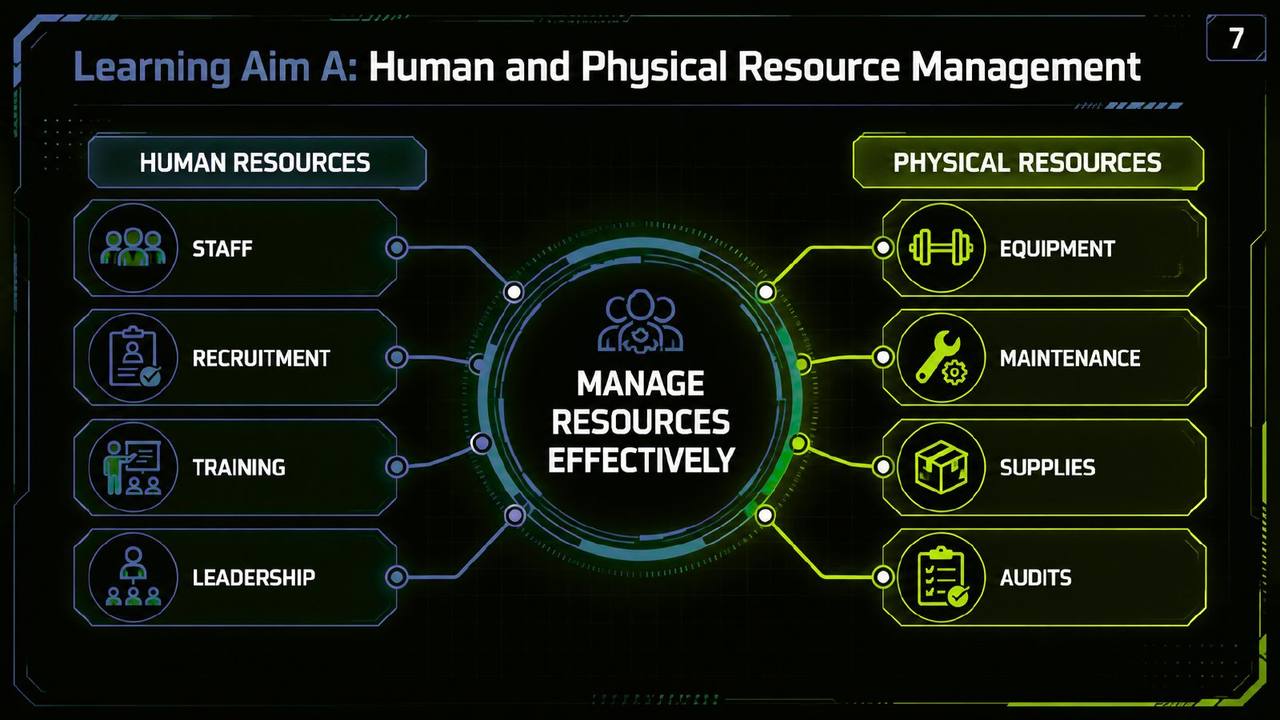 7
Learning Aim A: Human and Physical Resource Management
HUMAN RESOURCES
STAFF
RECRUITMENT
TRAINING
LEADERSHIP
MANAGE
RESOURCES
EFFECTIVELY
PHYSICAL RESOURCES
EQUIPMENT
MAINTENANCE
SUPPLIES
AUDITS